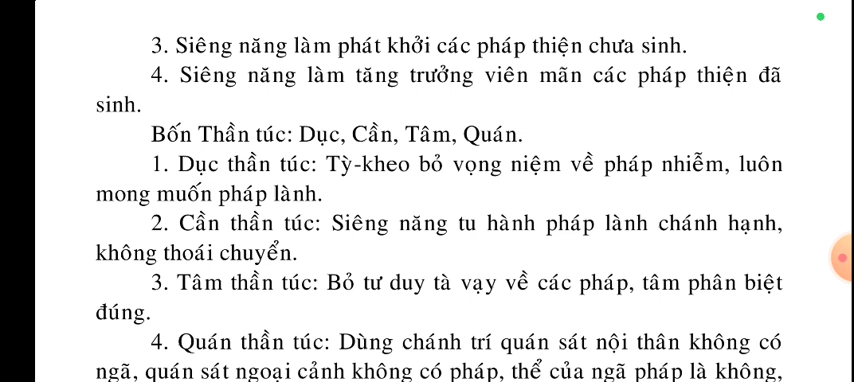 3. Siêng năng làm phát khởi các pháp thiện chưa sinh.
4. Siêng năng làm tăng trưởng viên mãn các pháp thiện đã
sinh.
Bốn Thần túc: Dục, Cần, Tâm, Quán.
1. Dục thần túc: Tỳ-kheo bỏ vọng niệm về pháp nhiễm, luôn
mong muốn pháp lành.
2. Cần thần túc: Siêng năng tu hành pháp lành chánh hạnh,
không thoái chuyển.
3. Tâm thần túc: Bỏ tư duy tà vạy về các pháp, tâm phân biệt
đúng.
4. Quán thần túc: Dùng chánh trí quán sát nội thân không có
ngã, quán sát ngoại cảnh không có pháp, thể của ngã pháp là không,